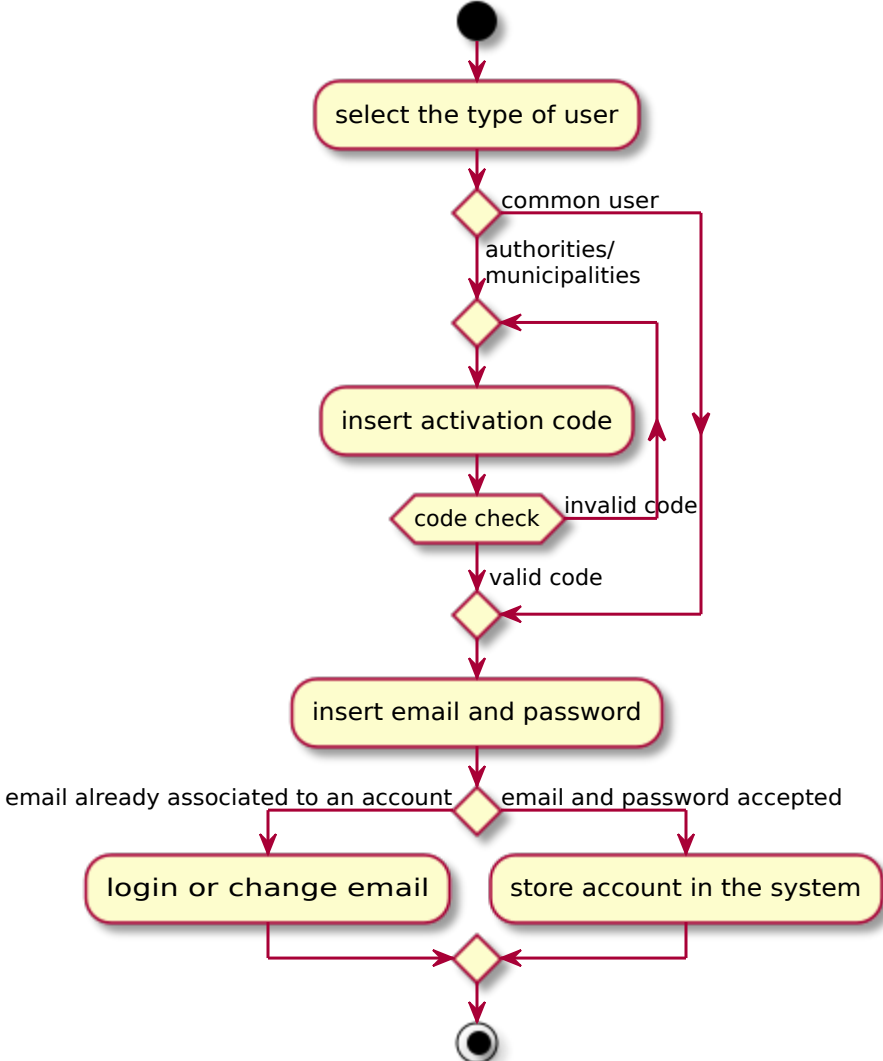 select the type of user
common user
authorities/
municipalities
insert activation code
code check
invalid code
valid code
insert email and password
email already associated to an account
email and password accepted
login or change email
store account in the system